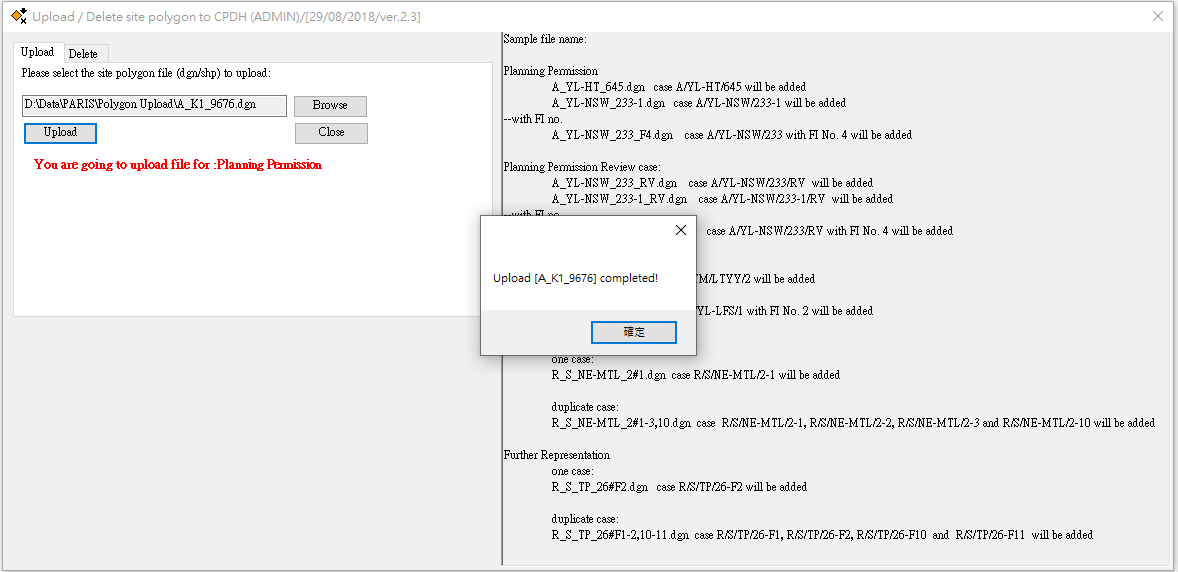 Upload / Delete site polygon to CPDH (ADMIN)/[29/08/2018/ver.2.3]
Upload
Delete
Please select the site polygon file (dgn/shp) to upload:
D:\Data\PARIS\Polygon Upload\A_K1_9676.dgn
Browse
Upload
Close
You are going to upload file for :Planning Permission
Sample file name:
Planning Permission
A_YL-HT_645.dgn case A/YL-HT/645 will be added
A_YL-NSW_233-1.dgn case A/YL-NSW/233-1 will be added
--with FI no.
A_YL-NSW_233_F4.dgn case A/YL-NSW/233 with FI No. 4 will be added
Planning Permission Review case:
A_YL-NSW_233_RV.dgn case A/YL-NSW/233/RV will be added
A_YL-NSW_233-1_RV.dgn case A/YL-NSW/233-1/RV will be added
--with FI no.
case A/YL-NSW/233/RV with FI No. 4 will be added
M/LTYY/2 will be added
YL-LFS/1 with FI No. 2 will be added
Upload [A_K1_9676] completed!
確定
one case:
R_S_NE-MTL_2#1.dgn case R/S/NE-MTL/2-1 will be added
duplicate case:
R_S_NE-MTL_2#1-3,10.dgn case R/S/NE-MTL/2-1, R/S/NE-MTL/2-2, R/S/NE-MTL/2-3 and R/S/NE-MTL/2-10 will be added
Further Representation
one case:
R_S_TP_26#F2.dgn case R/S/TP/26-F2 will be added
duplicate case:
R_S_TP_26#F1-2,10-11.dgn case R/S/TP/26-F1, R/S/TP/26-F2, R/S/TP/26-F10 and R/S/TP/26-F11 will be added